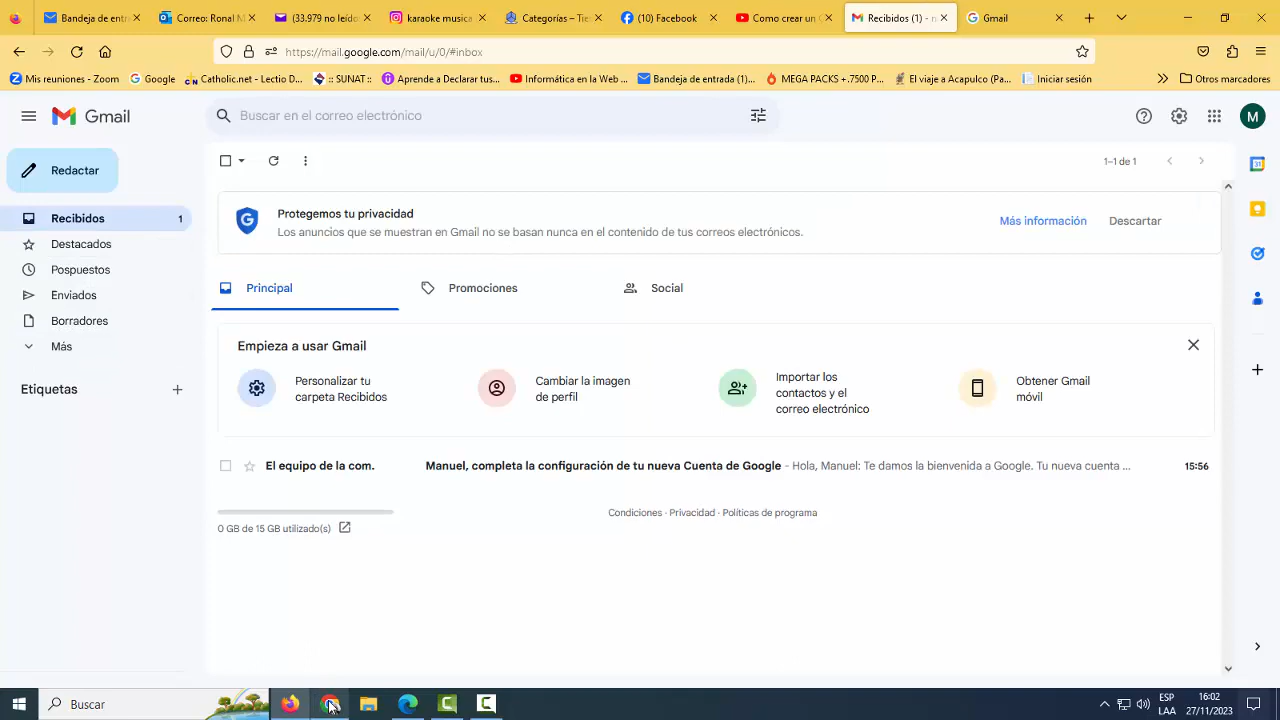 Bandeja de entra
Correo: Ronal M
(33.979 no leído
karaoke musica
Categorías – Tie
(10) Facebook
Como crear un c
Recibidos (1) - n
Gmail
https://mail.google.com/mail/u/0/#inbox
Mis reuniones - Zoom
Google
Catholic.net - Lectio D...
:: SUNAT ::
Aprende a Declarar tus...
Informática en la Web ...
Bandeja de entrada (1)...
MEGA PACKS +.7500 P...
El viaje a Acapulco (Pa...
Iniciar sesión
Otros marcadores
Gmail
Buscar en el correo electrónico
M
Redactar
1–1 de 1
Recibidos 1
Destacados
Pospuestos
Enviados
Borradores
Más
Etiquetas
Protegemos tu privacidad
Los anuncios que se muestran en Gmail no se basan nunca en el contenido de tus correos electrónicos.
Más información
Descartar
Principal
Promociones
Social
Empieza a usar Gmail
Personalizar tu
carpeta Recibidos
Cambiar la imagen
de perfil
Importar los
contactos y el
correo electrónico
Obtener Gmail
móvil
El equipo de la com.
Manuel, completa la configuración de tu nueva Cuenta de Google - Hola, Manuel: Te damos la bienvenida a Google. Tu nueva cuenta ...
15:56
Condiciones · Privacidad · Políticas de programa
0 GB de 15 GB utilizado(s)
Buscar
ESP
LAA
16:02
27/11/2023